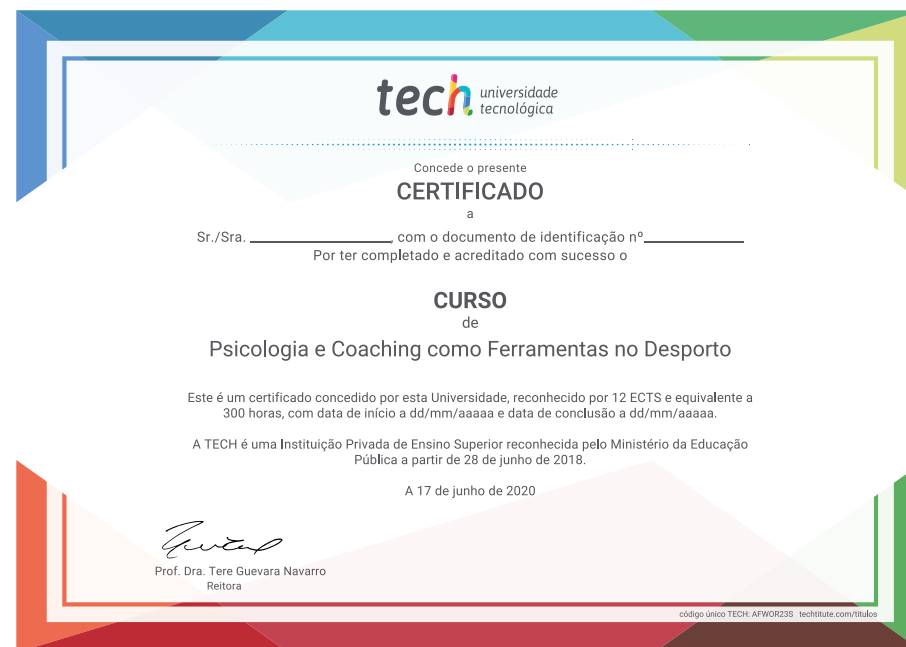 tech universidade
tecnológica
Concede o presente
CERTIFICADO
a
Sr./Sra. , com o documento de identificação nº
Por ter completado e acreditado com sucesso o
CURSO
de
Psicologia e Coaching como Ferramentas no Desporto
Este é um certificado concedido por esta Universidade, reconhecido por 12 ECTS e equivalente a
300 horas, com data de início a dd/mm/aaaaa e data de conclusão a dd/mm/aaaaa.
A TECH é uma Instituição Privada de Ensino Superior reconhecida pelo Ministério da Educação
Pública a partir de 28 de junho de 2018.
A 17 de junho de 2020
Prof. Dra. Tere Guevara Navarro
Reitora
código único TECH: AFWOR23S techtitute.com/titulos